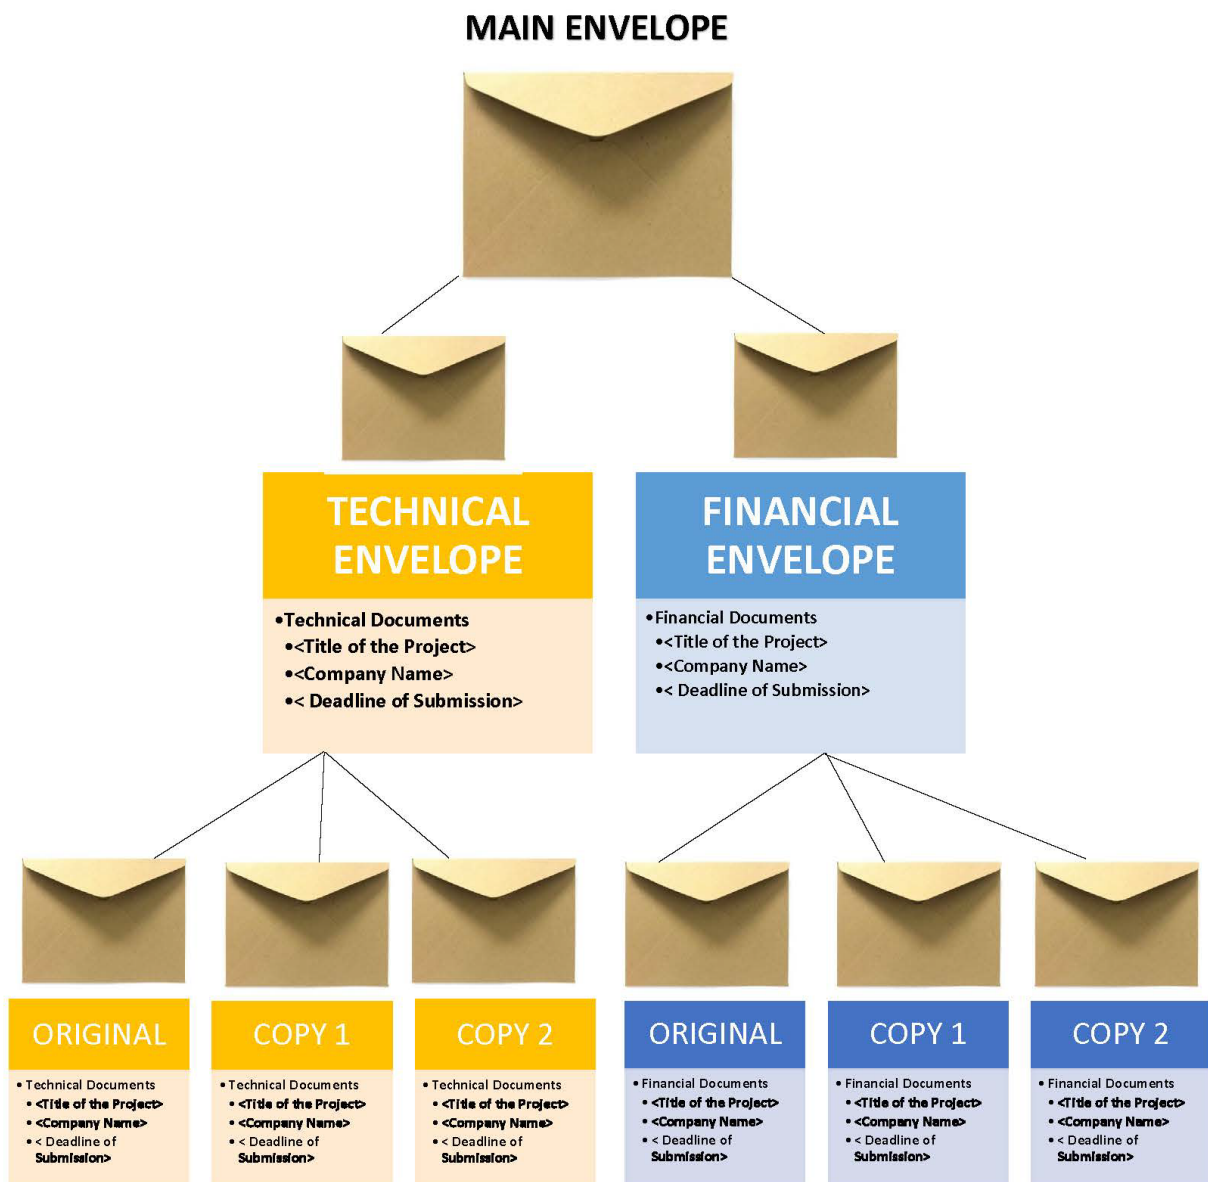 MAIN ENVELOPE
TECHNICAL
ENVELOPE
•Technical Documents
•<Title of the Project>
•<Company Name>
•< Deadline of Submission>
FINANCIAL
ENVELOPE
•Financial Documents
•<Title of the Project>
•<Company Name>
•< Deadline of Submission>
ORIGINAL
• Technical Documents
• <Title of the Project>
• <Company Name>
• < Deadline of
Submission>
COPY 1
• Technical Documents
• <Title of the Project>
• <Company Name>
• < Deadline of
Submission>
COPY 2
• Technical Documents
• <Title of the Project>
• <Company Name>
• < Deadline of
Submission>
ORIGINAL
• Financial Documents
• <Title of the Project>
• <Company Name>
• < Deadline of
Submission>
COPY 1
• Financial Documents
• <Title of the Project>
• <Company Name>
• < Deadline of
Submission>
COPY 2
• Financial Documents
• <Title of the Project>
• <Company Name>
• < Deadline of
Submission>